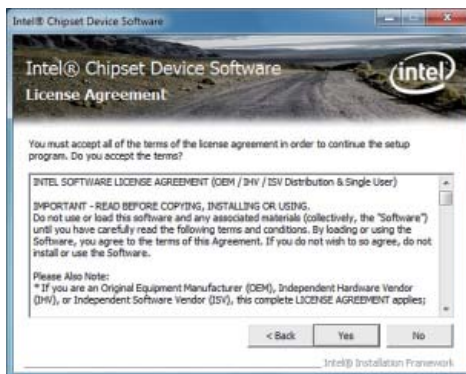 Intel® Chipset Device Software
Intel® Chipset Device Software
License Agreement
intel
You must accept all of the terms of the license agreement in order to continue the setup
program. Do you accept the terms?
INTEL SOFTWARE LICENSE AGREEMENT (OEM / IHV / ISV Distribution & Single User)
IMPORTANT - READ BEFORE COPYING, INSTALLING OR USING.
Do not use or load this software and any associated materials (collectively, the "Software")
until you have carefully read the following terms and conditions. By loading or using the
Software, you agree to the terms of this Agreement. If you do not wish to so agree, do not
install or use the Software.
Please Also Note:
* If you are an Original Equipment Manufacturer (OEM), Independent Hardware Vendor
(IHV), or Independent Software Vendor (ISV), this complete LICENSE AGREEMENT applies;
< Back Yes No
Intel® Installation Framework